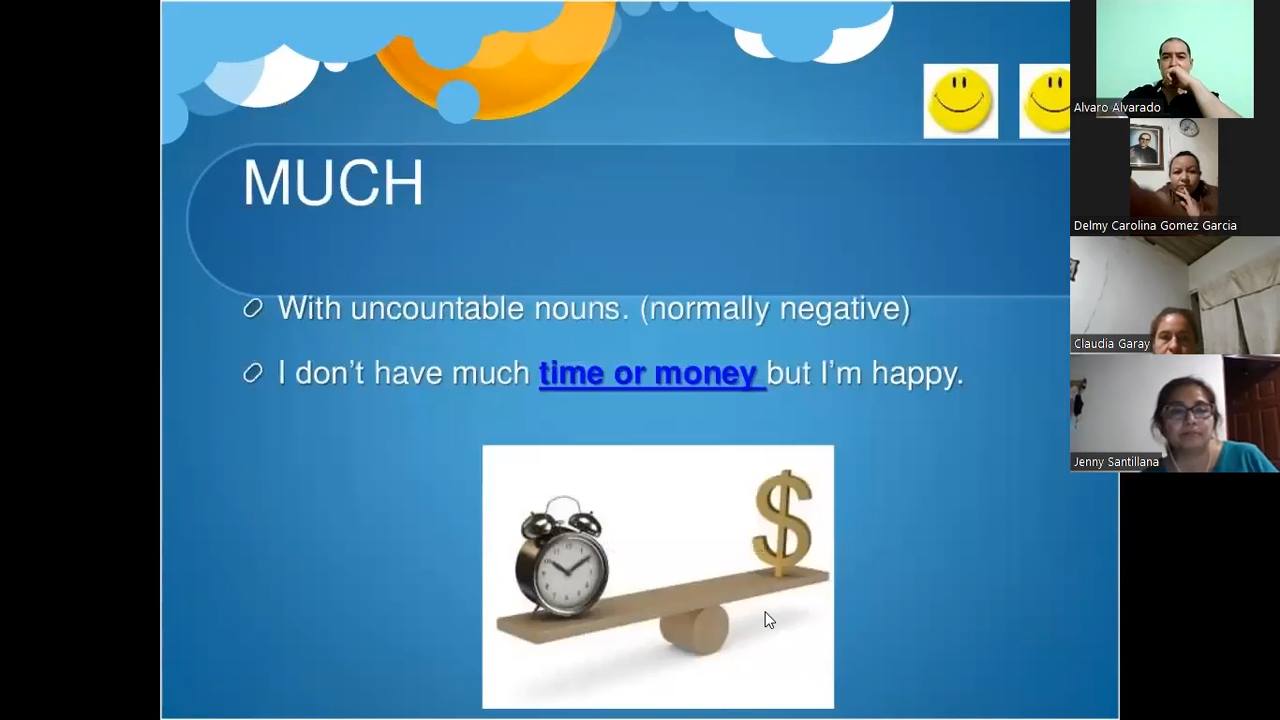 MUCH
With uncountable nouns. (normally negative)
I don't have much time or money but I'm happy.
Alvaro Alvarado
Delmy Carolina Gomez Garcia
Claudia Garay
Jenny Santillana